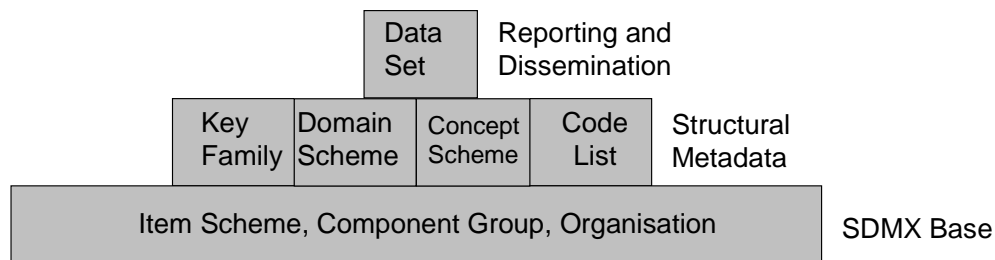 Data
Set
Reporting and
Dissemination
Key
Family
Domain
Scheme
Concept
Scheme
Code
List
Structural
Metadata
Item Scheme, Component Group, Organisation
SDMX Base